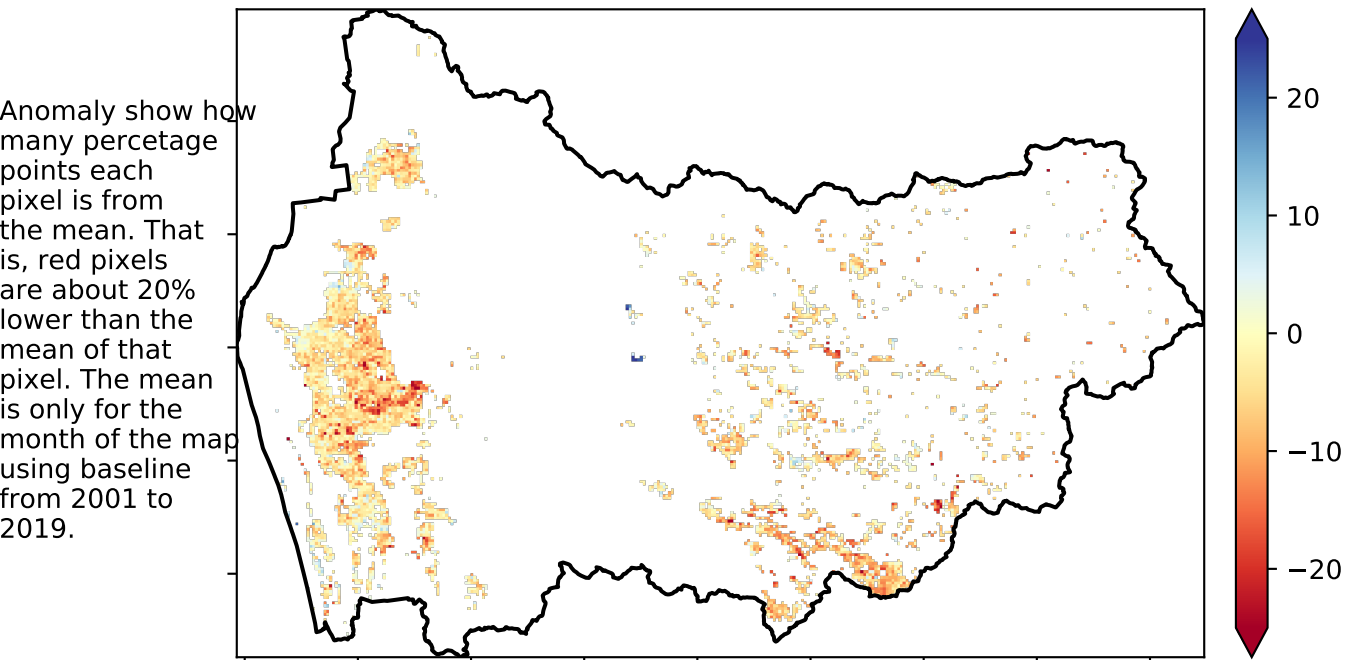 Anomaly show how
many percetage
points each
pixel is from
the mean. That
is, red pixels
are about 20%
lower than the
mean of that
pixel. The mean
is only for the
month of the map
using baseline
from 2001 to
2019.
20
10
0
−10
−20